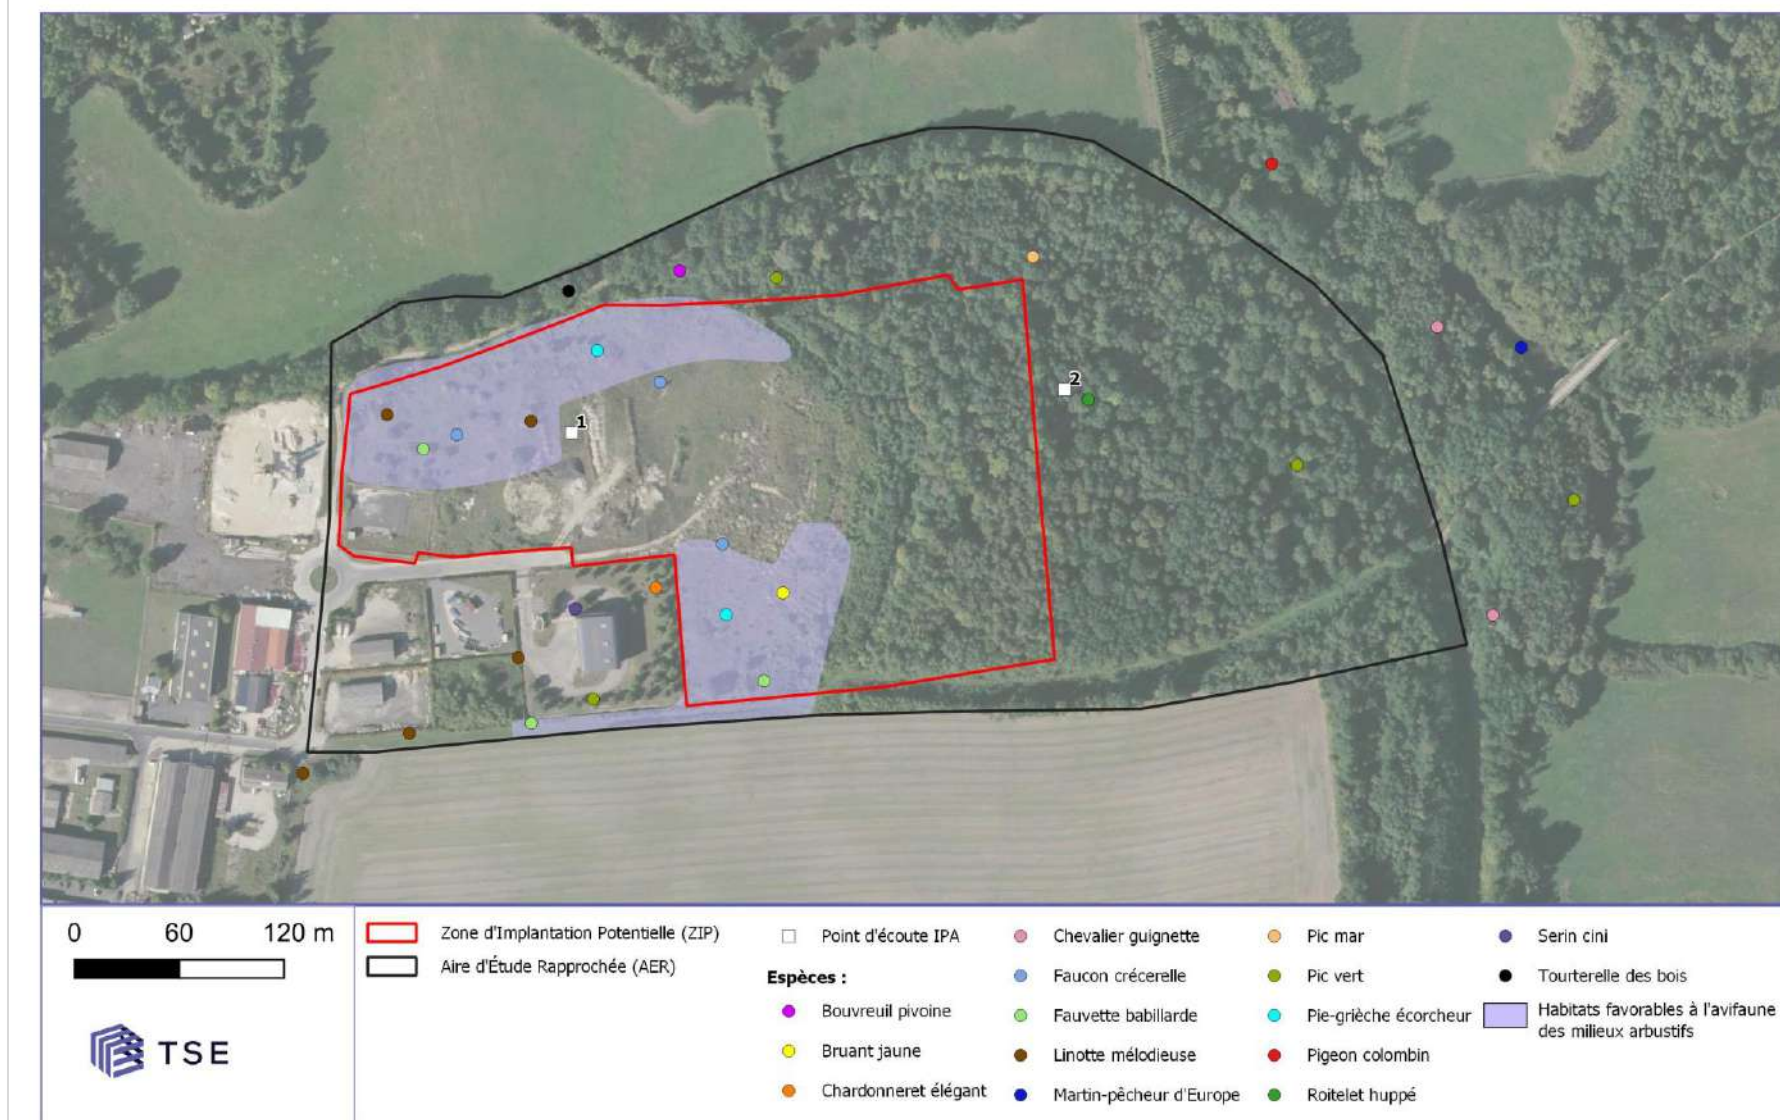 2
1
0 60 120 m
TSE
Zone d'Implantation Potentielle (ZIP)
Aire d'Étude Rapprochée (AER)
Point d'écoute IPA
Espèces :
Bouvreuil pivoine
Bruant jaune
Chardonneret élégant
Chevalier guignette
Faucon crécerelle
Fauvette babillarde
Linotte mélodieuse
Martin-pêcheur d'Europe
Pic mar
Pic vert
Pie-grièche écorcheur
Pigeon colombin
Roitelet huppé
Serin cini
Tourterelle des bois
Habitats favorables à l'avifaune
des milieux arbustifs